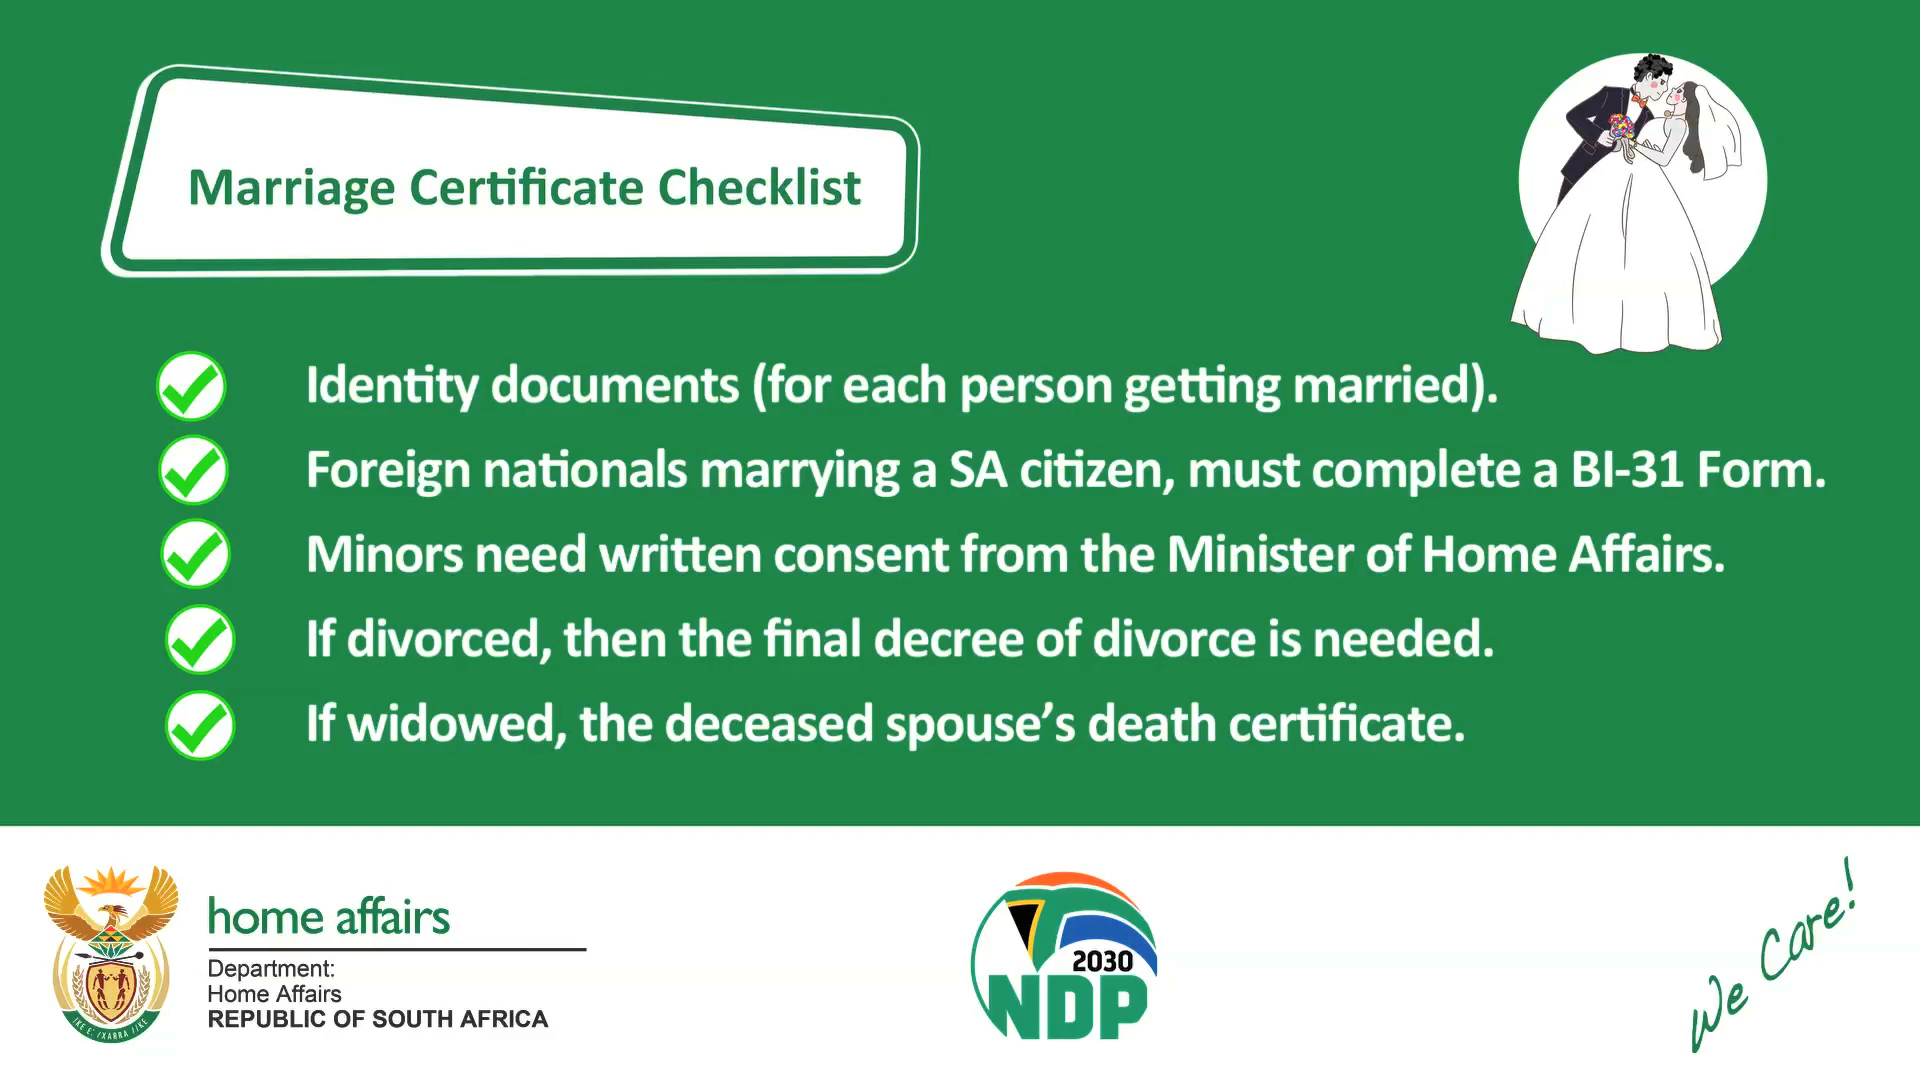 Marriage Certificate Checklist
Identity documents (for each person getting married).
Foreign nationals marrying a SA citizen, must complete a BI-31 Form.
Minors need written consent from the Minister of Home Affairs.
If divorced, then the final decree of divorce is needed.
If widowed, the deceased spouse’s death certificate.
home affairs
Department:
Home Affairs
REPUBLIC OF SOUTH AFRICA
2030
NDP
We Care!